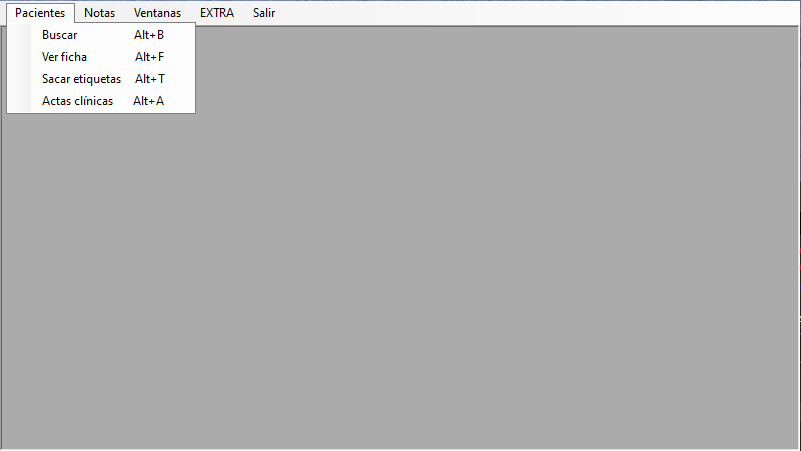 Pacientes Notas Ventanas EXTRA Salir
Buscar Alt+B
Ver ficha Alt+F
Sacar etiquetas Alt+T
Actas clínicas Alt+A